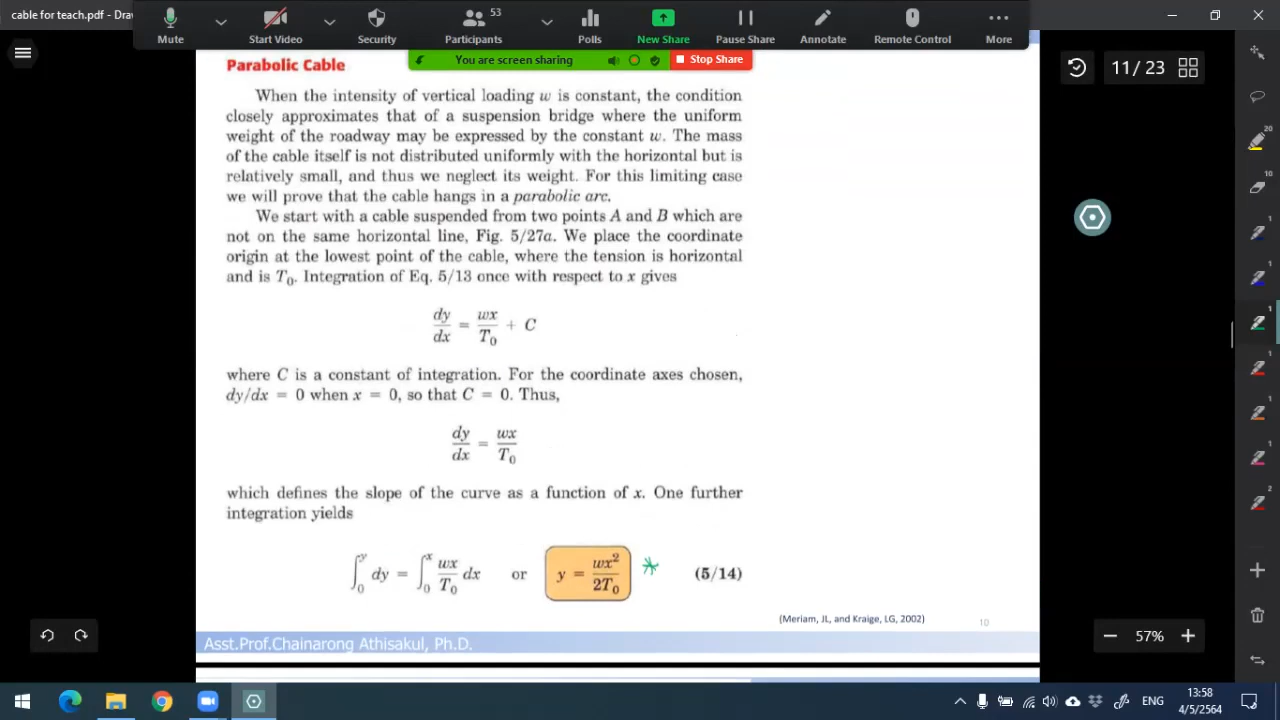 cable for teach.pdf - Dra
Mute
Start Video
Security
53
Participants
Polls
New Share
Pause Share
Annotate
Remote Control
More
You are screen sharing
Stop Share
11 / 23
Parabolic Cable
When the intensity of vertical loading w is constant, the condition
closely approximates that of a suspension bridge where the uniform
weight of the roadway may be expressed by the constant w. The mass
of the cable itself is not distributed uniformly with the horizontal but is
relatively small, and thus we neglect its weight. For this limiting case
we will prove that the cable hangs in a parabolic arc.
We start with a cable suspended from two points A and B which are
not on the same horizontal line, Fig. 5/27a. We place the coordinate
origin at the lowest point of the cable, where the tension is horizontal
and is T₀. Integration of Eq. 5/13 once with respect to x gives
dy/dx = wx/T₀ + C
where C is a constant of integration. For the coordinate axes chosen,
dy/dx = 0 when x = 0, so that C = 0. Thus,
dy/dx = wx/T₀
which defines the slope of the curve as a function of x. One further
integration yields
∫₀^y dy = ∫₀^x wx/T₀ dx or y = wx²/2T₀ * (5/14)
(Meriam, JL, and Kraige, LG, 2002)
10
Asst.Prof.Chainarong Athisakul, Ph.D.
20
10
1
1
1
1
1
1
2
57%
ENG
13:58
4/5/2564